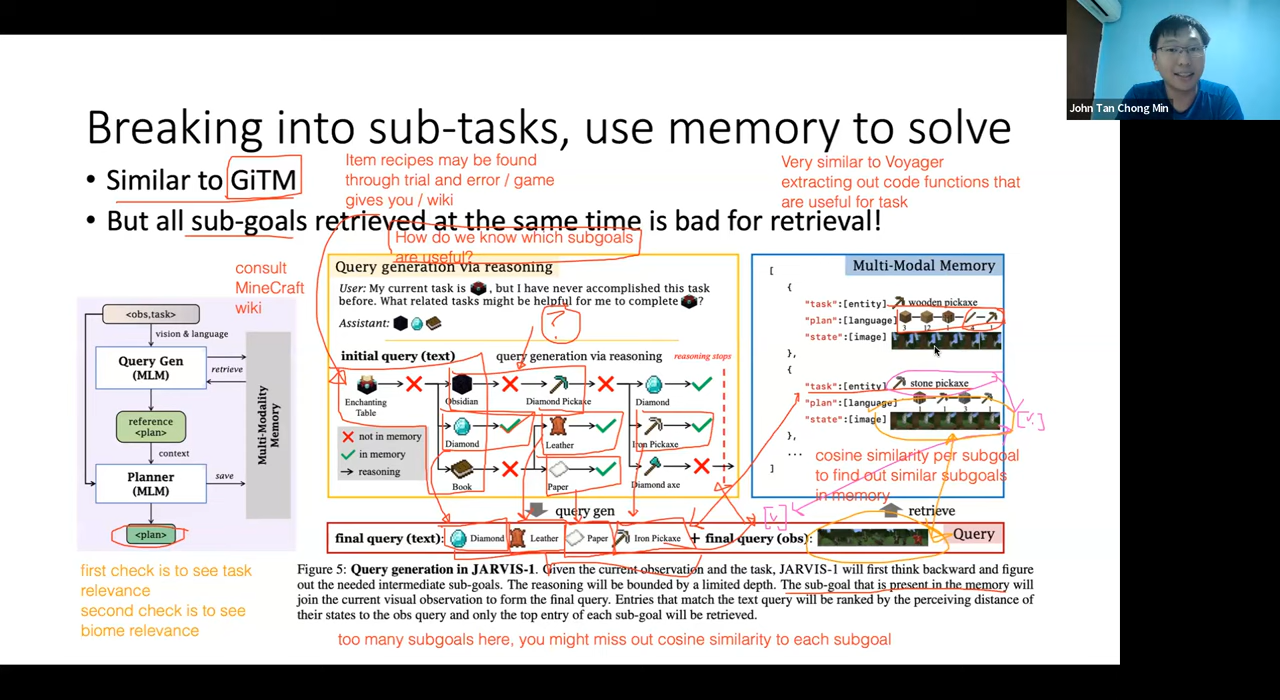 John Tan Chong Min
Breaking into sub-tasks, use memory to solve
• Similar to GiTM
• But all sub-goals retrieved at the same time is bad for retrieval!
Item recipes may be found
through trial and error / game
gives you / wiki
Very similar to Voyager
extracting out code functions that
are useful for task
How do we know which subgoals
are useful?
consult
MineCraft
wiki
<obs,task>
vision & language
Query Gen
(MLM)
retrieve
reference
<plan>
context
Planner
(MLM)
save
<plan>
Multi-Modality
Memory
first check is to see task
relevance
second check is to see
biome relevance
Query generation via reasoning
User: My current task is , but I have never accomplished this task
before. What related tasks might be helpful for me to complete ?
Assistant:
?
initial query (text)
query generation via reasoning
reasoning stops
Enchanting
Table
Obsidian
Diamond Pickaxe
Diamond
Diamond
Leather
Iron Pickaxe
Book
Paper
Diamond axe
not in memory
in memory
reasoning
query gen
Multi-Modal Memory
[
{
"task":[entity] wooden pickaxe
"plan":[language]
3 12 1 4 1
"state":[image]
},
{
"task":[entity] stone pickaxe
"plan":[language]
"state":[image]
},
...
]
cosine similarity per subgoal
to find out similar subgoals
in memory
retrieve
final query (text): Diamond Leather Paper Iron Pickaxe + final query (obs):
Query
Figure 5: Query generation in JARVIS-1. Given the current observation and the task, JARVIS-1 will first think backward and figure
out the needed intermediate sub-goals. The reasoning will be bounded by a limited depth. The sub-goal that is present in the memory
will join the current visual observation to form the final query. Entries that match the text query will be ranked by the perceiving distance of
their states to the obs query and only the top entry of each sub-goal will be retrieved.
too many subgoals here, you might miss out cosine similarity to each subgoal